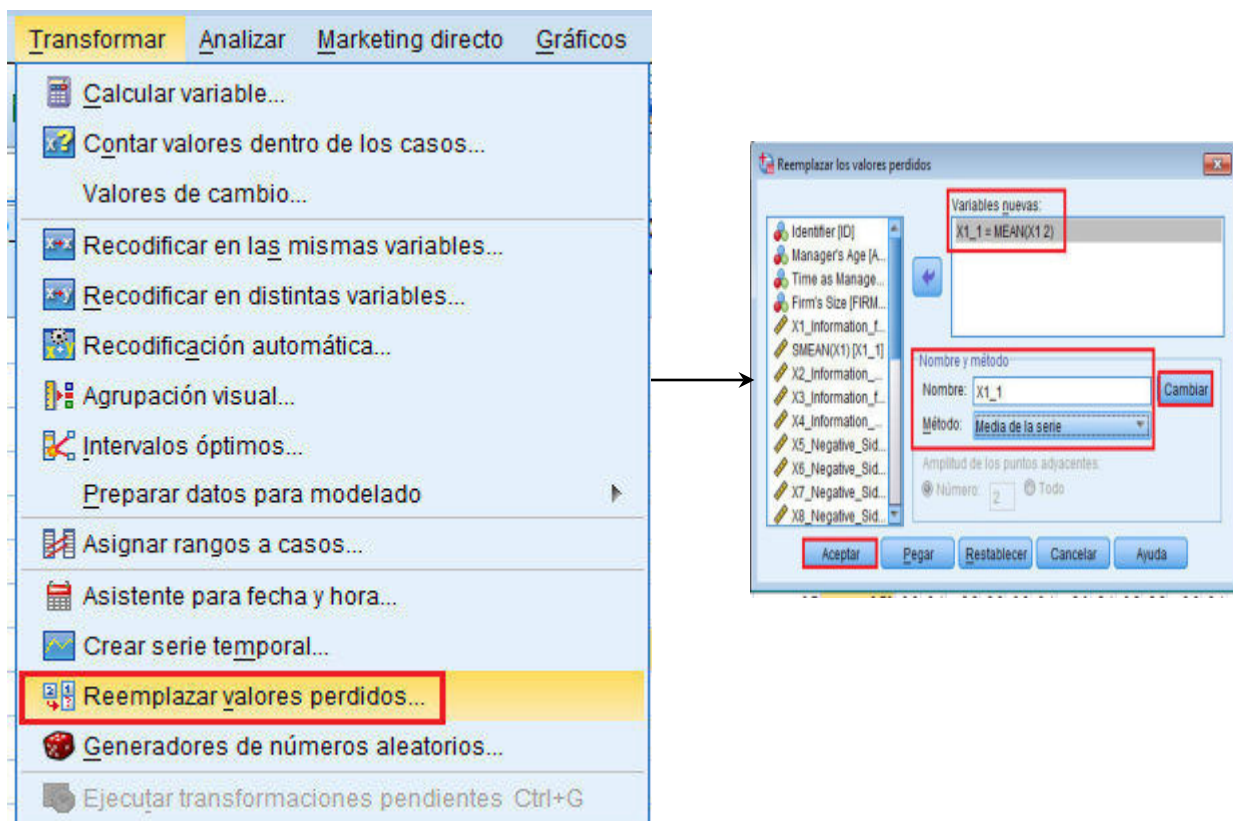 Transformar Analizar Marketing directo Gráficos
Calcular variable...
Contar valores dentro de los casos...
Valores de cambio...
Recodificar en las mismas variables...
Recodificar en distintas variables...
Recodificación automática...
Agrupación visual...
Intervalos óptimos...
Preparar datos para modelado
Asignar rangos a casos...
Asistente para fecha y hora...
Crear serie temporal...
Reemplazar valores perdidos...
Generadores de números aleatorios...
Ejecutar transformaciones pendientes Ctrl+G
Reemplazar los valores perdidos
Identifier [ID]
Manager's Age [A...
Time as Manage...
Firm's Size [FIRM...
X1_Information_f...
SMEAN(X1) [X1_1]
X2_Information_...
X3_Information_f...
X4_Information_...
X5_Negative_Sid...
X6_Negative_Sid...
X7_Negative_Sid...
X8_Negative_Sid...
Variables nuevas:
X1_1 = MEAN(X1 2)
Nombre y método
Nombre: X1_1 Cambiar
Método: Media de la serie
Amplitud de los puntos adyacentes:
Número: 2 Todo
Aceptar Pegar Restablecer Cancelar Ayuda